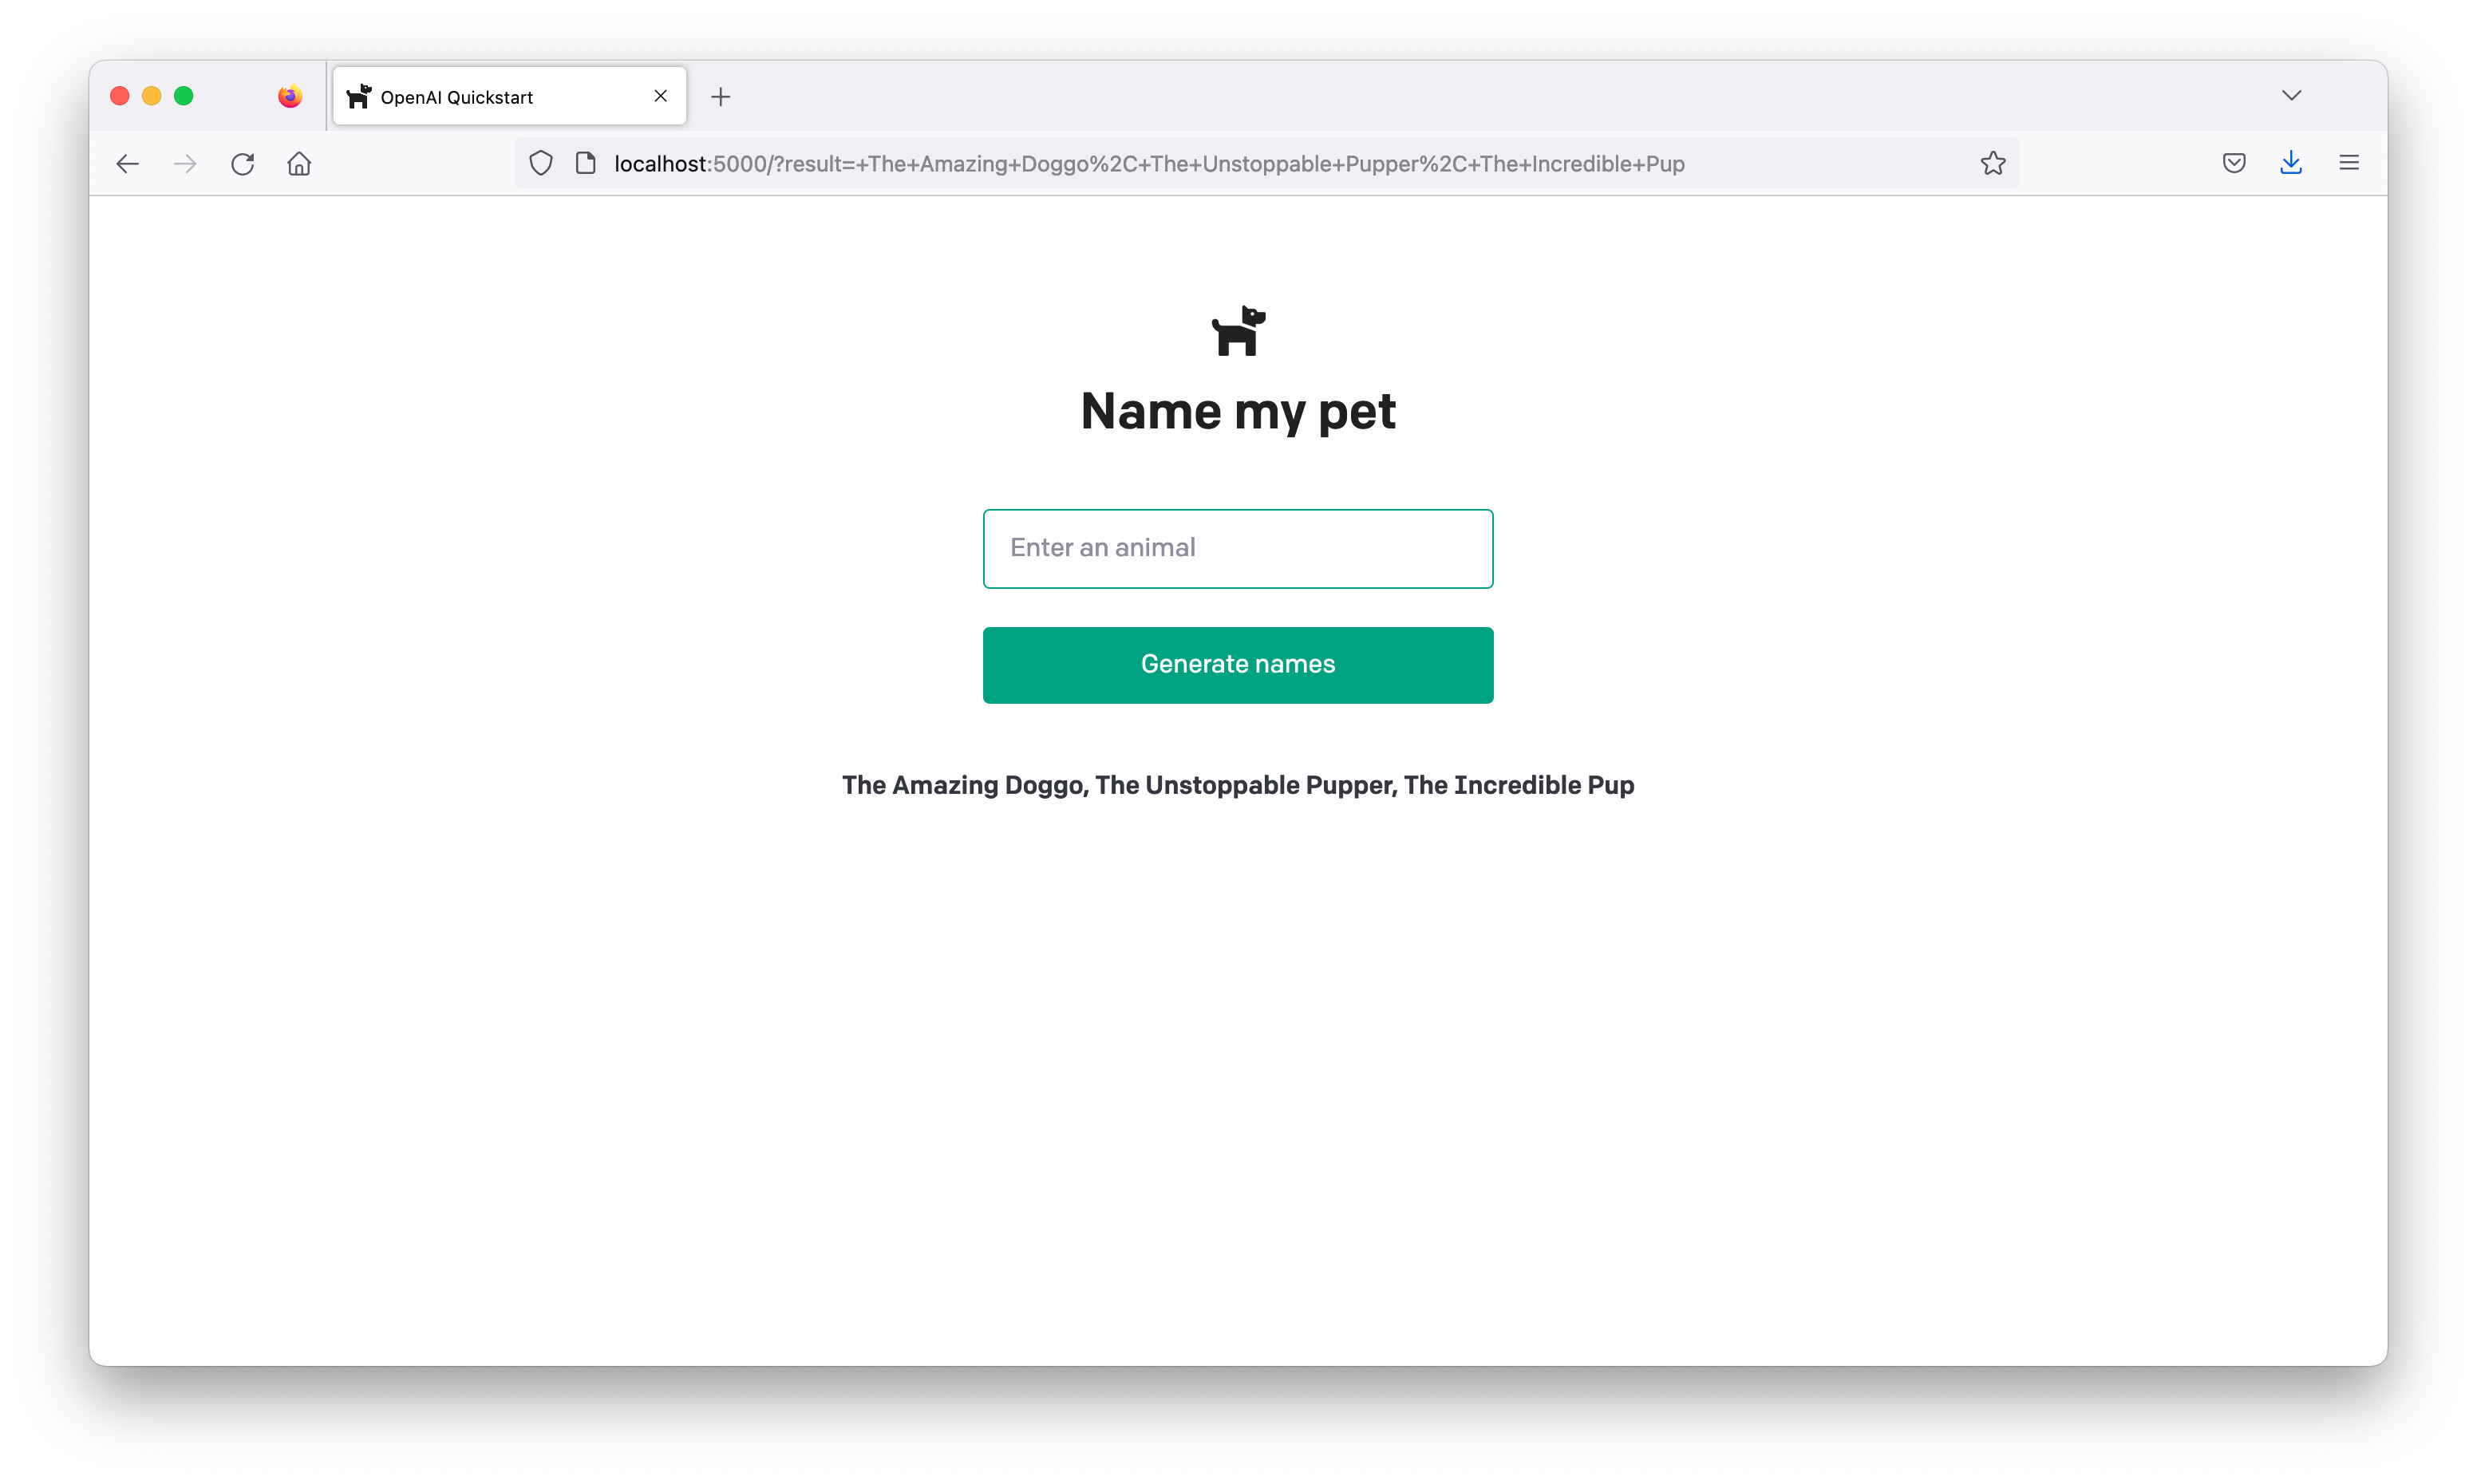 OpenAI Quickstart
localhost:5000/?result=+The+Amazing+Doggo%2C+The+Unstoppable+Pupper%2C+The+Incredible+Pup
Name my pet
Enter an animal
Generate names
The Amazing Doggo, The Unstoppable Pupper, The Incredible Pup